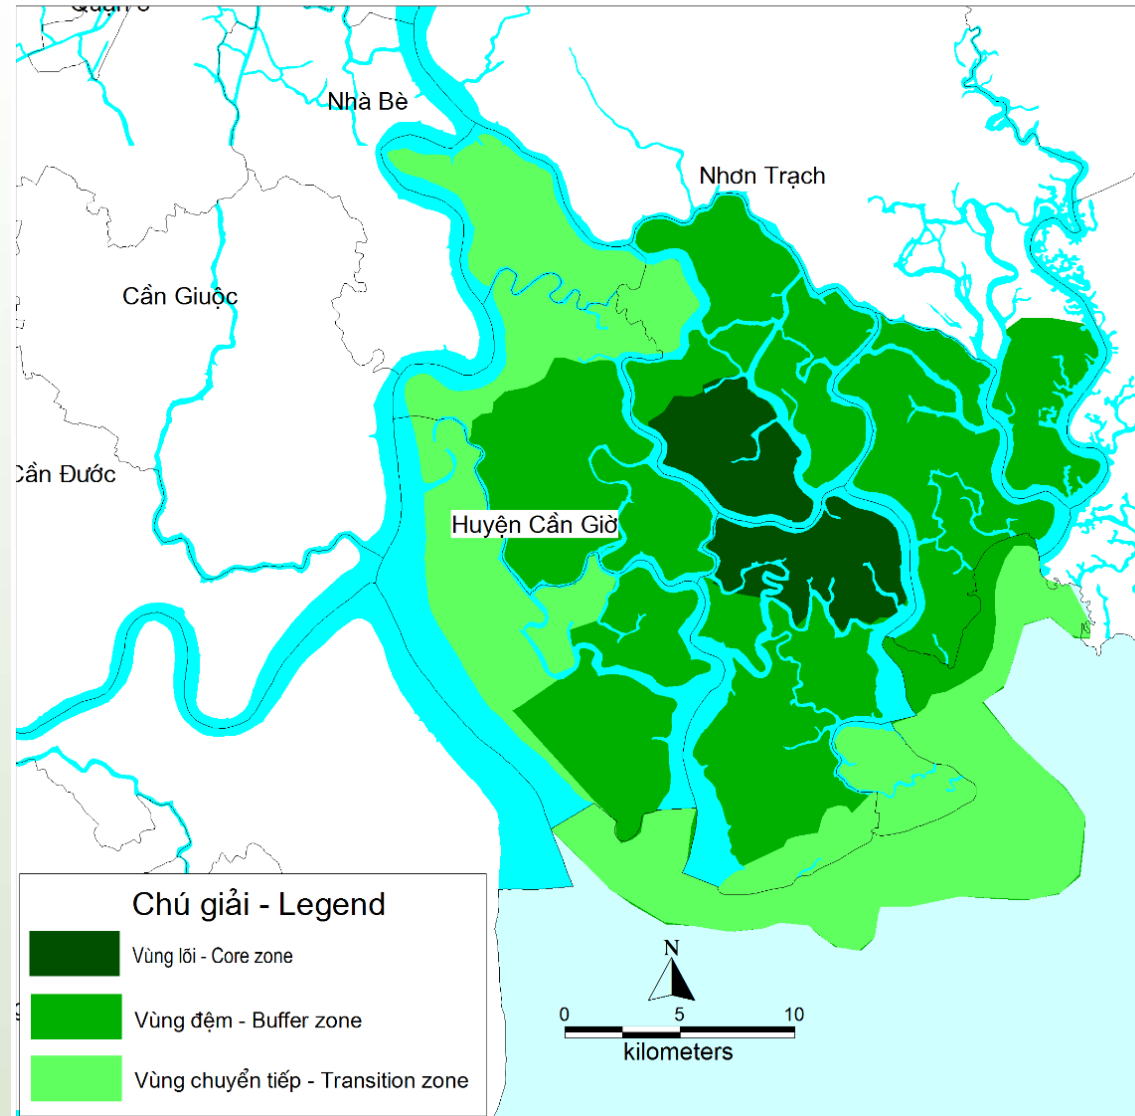 Nhà Bè
Nhơn Trạch
Cần Giuộc
Cần Đước
Huyện Cần Giờ
Chú giải - Legend
Vùng lõi - Core zone
Vùng đệm - Buffer zone
Vùng chuyển tiếp - Transition zone
N
0 5 10
kilometers